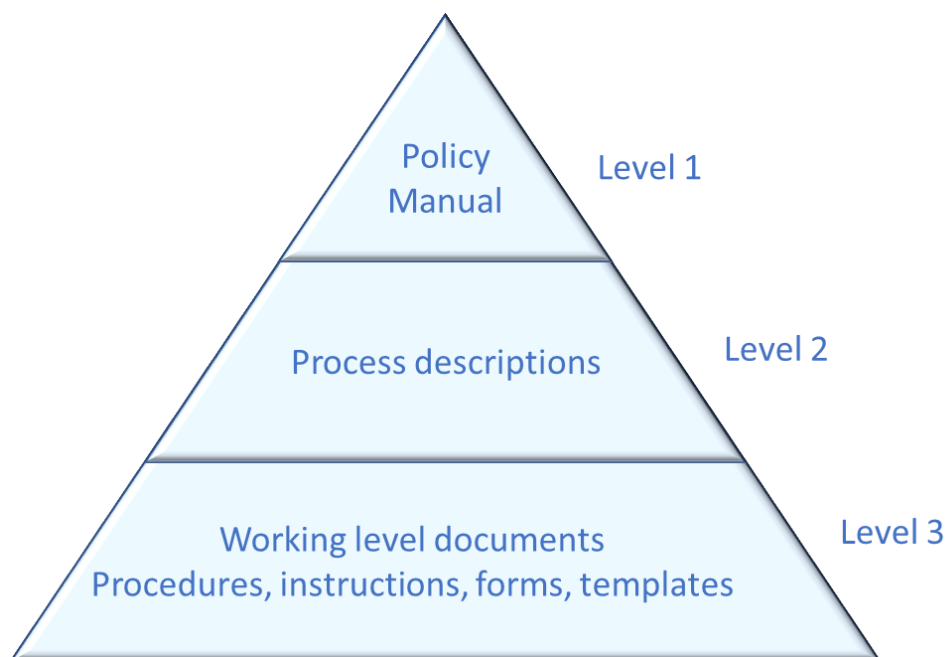 Policy
Manual
Level 1
Process descriptions
Level 2
Working level documents
Procedures, instructions, forms, templates
Level 3